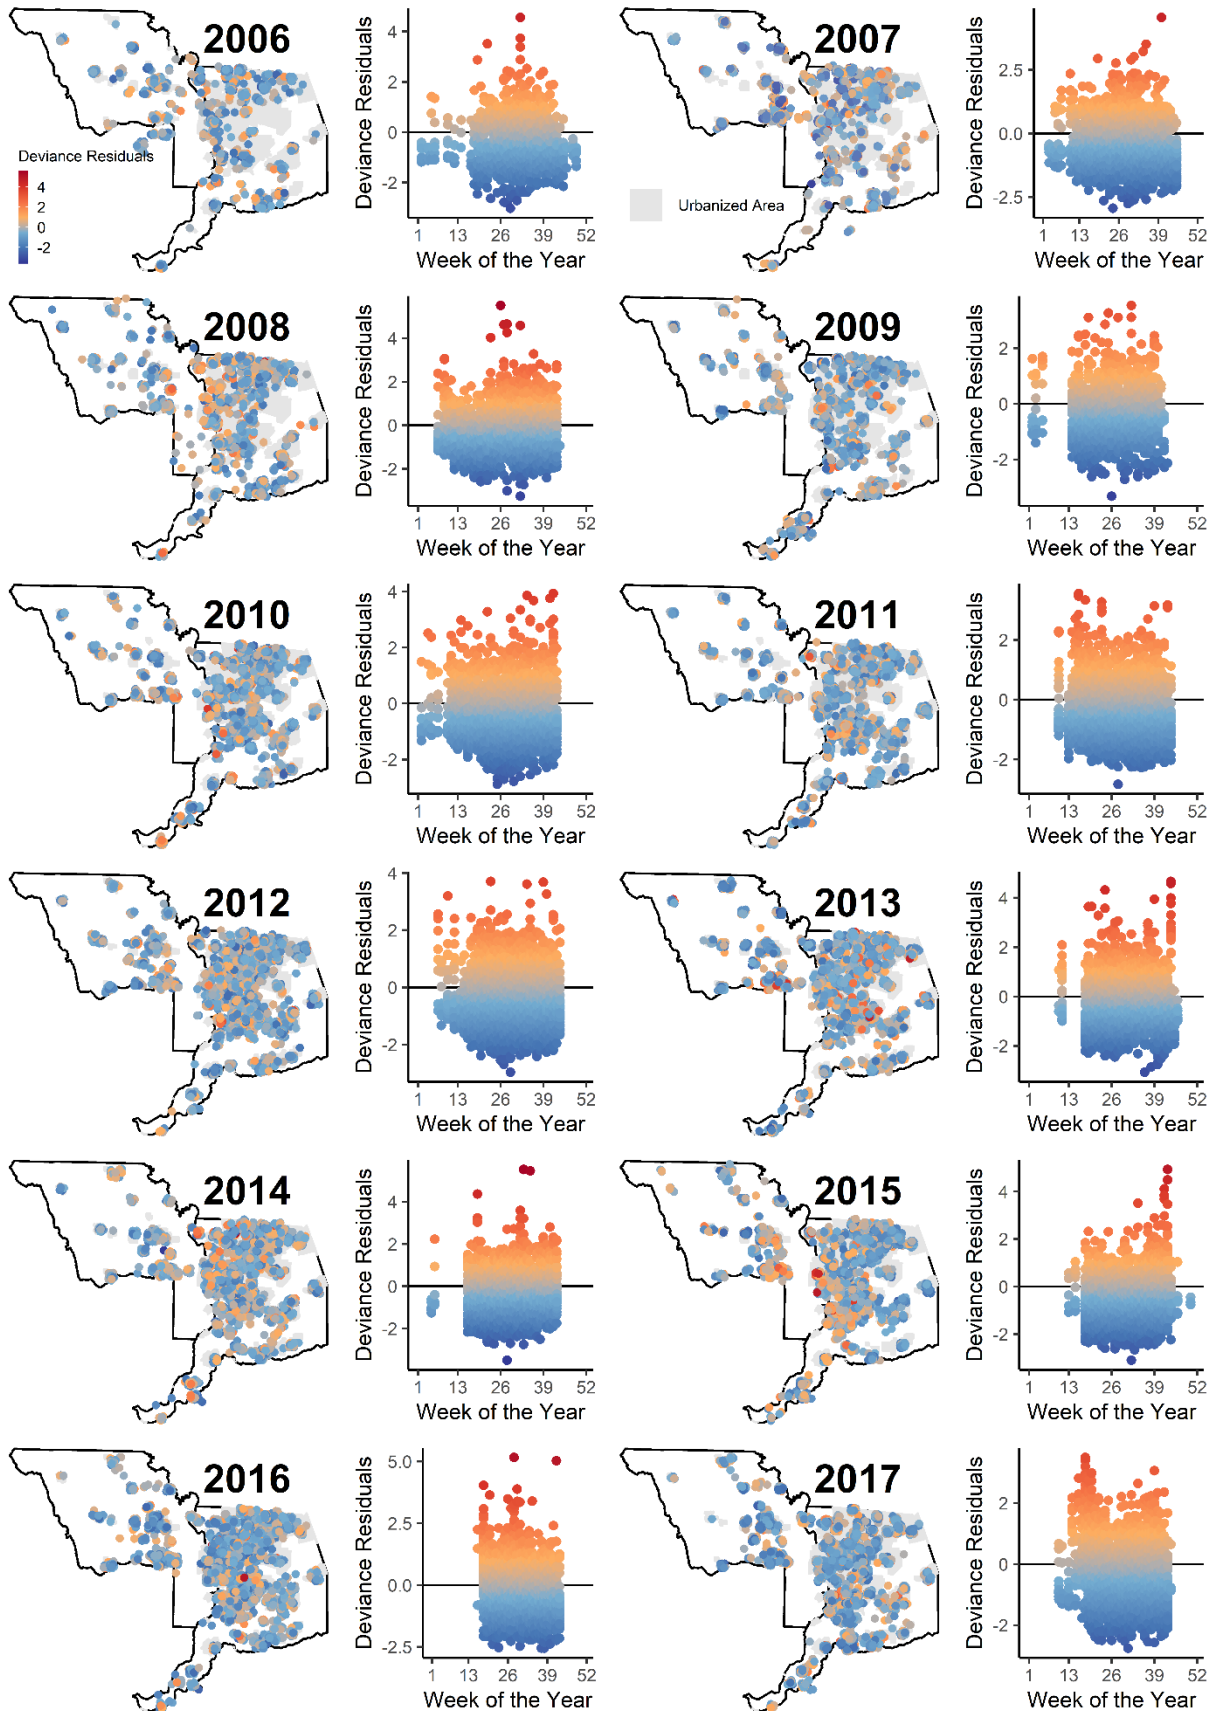 2006
Deviance Residuals
4
2
0
-2
Deviance Residuals
4
2
0
-2
1 13 26 39 52
Week of the Year
2007
Urbanized Area
Deviance Residuals
2.5
0.0
-2.5
1 13 26 39 52
Week of the Year
2008
Deviance Residuals
4
2
0
-2
1 13 26 39 52
Week of the Year
2009
Deviance Residuals
2
0
-2
1 13 26 39 52
Week of the Year
2010
Deviance Residuals
4
2
0
-2
1 13 26 39 52
Week of the Year
2011
Deviance Residuals
2
0
-2
1 13 26 39 52
Week of the Year
2012
Deviance Residuals
4
2
0
-2
1 13 26 39 52
Week of the Year
2013
Deviance Residuals
4
2
0
-2
1 13 26 39 52
Week of the Year
2014
Deviance Residuals
4
2
0
-2
1 13 26 39 52
Week of the Year
2015
Deviance Residuals
4
2
0
-2
1 13 26 39 52
Week of the Year
2016
Deviance Residuals
5.0
2.5
0.0
-2.5
1 13 26 39 52
Week of the Year
2017
Deviance Residuals
2
0
-2
1 13 26 39 52
Week of the Year